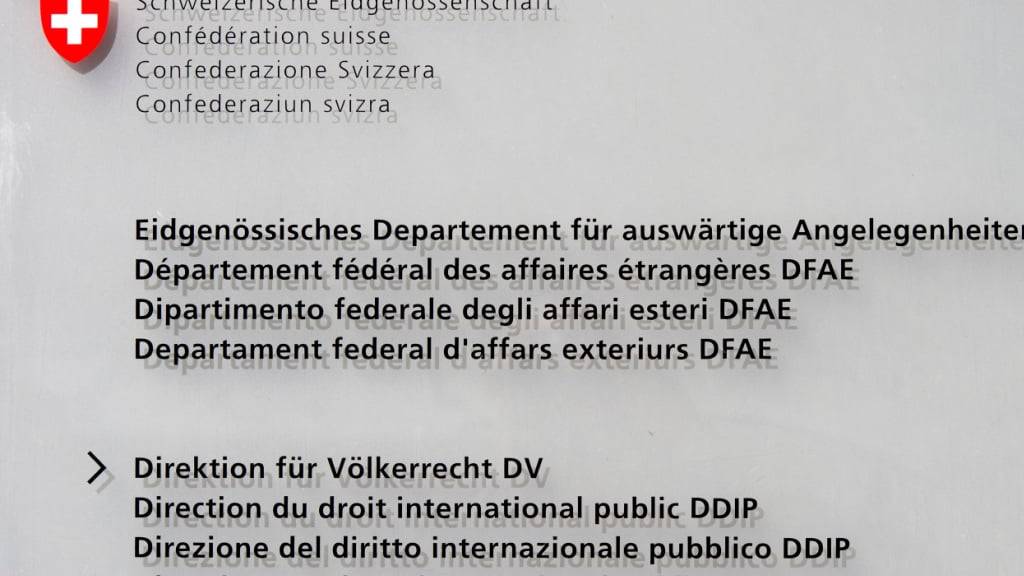 Schweizerische Eidgenossenschaft
Confédération suisse
Confederazione Svizzera
Confederaziun svizra
Eidgenössisches Departement für auswärtige Angelegenheiten
Département fédéral des affaires étrangères DFAE
Dipartimento federale degli affari esteri DFAE
Departament federal d'affars exteriurs DFAE
Direktion für Völkerrecht DV
Direction du droit international public DDIP
Direzione del diritto internazionale pubblico DDIP